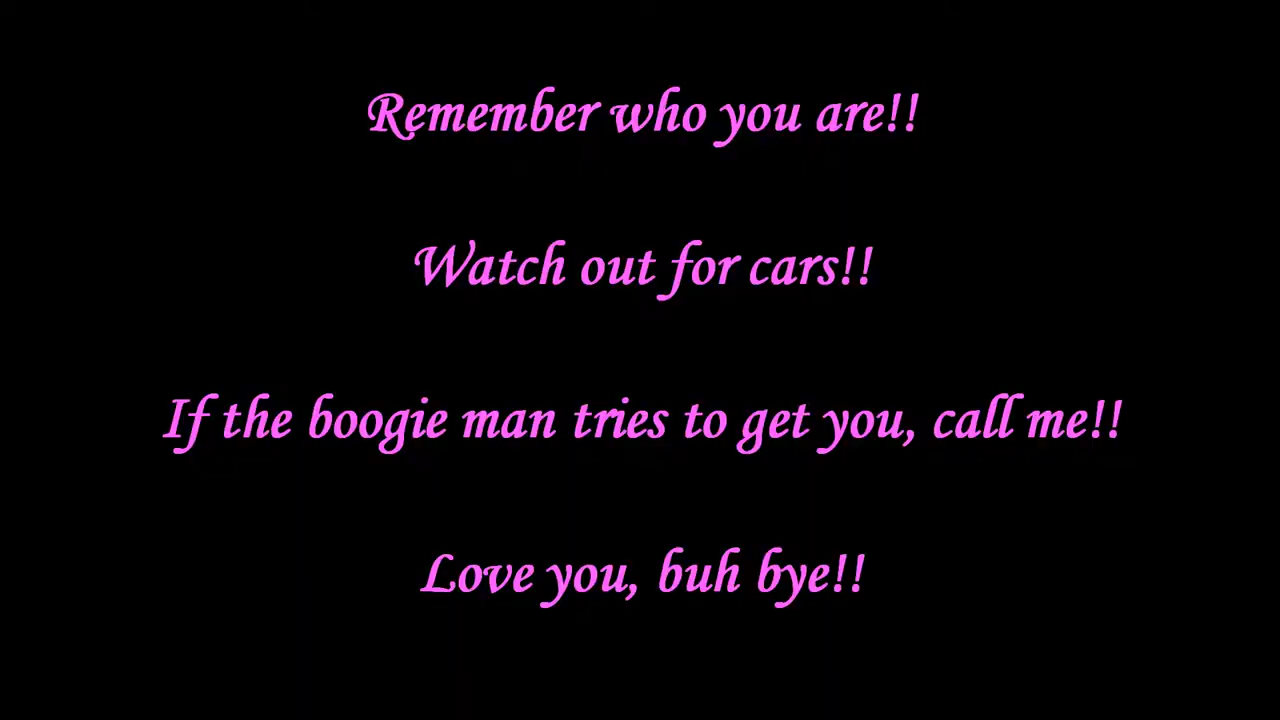 Remember who you are!!
Watch out for cars!!
If the boogie man tries to get you, call me!!
Love you, buh bye!!